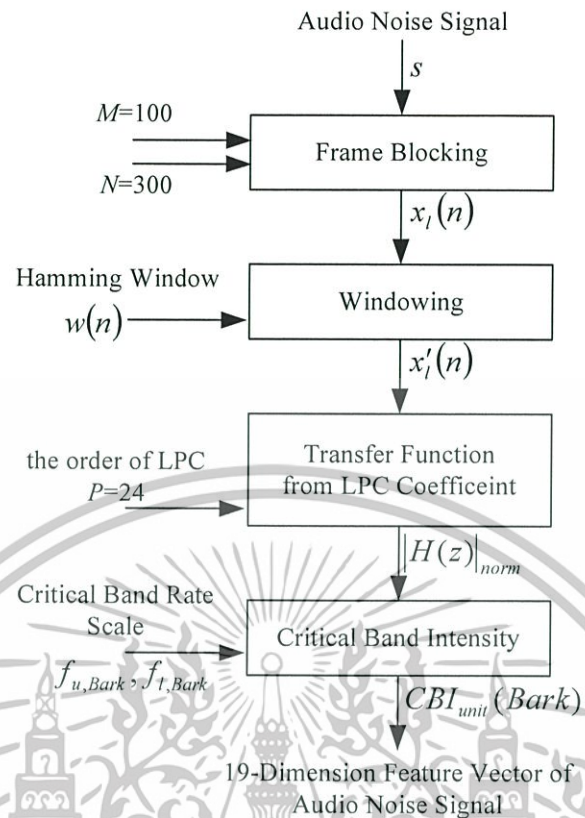 Audio Noise Signal
s
M=100
N=300
Frame Blocking
x_l(n)
Hamming Window
w(n)
Windowing
x'_l(n)
the order of LPC
P=24
Transfer Function
from LPC Coefficeint
|H(z)|_norm
Critical Band Rate
Scale
f_u,Bark, f_l,Bark
Critical Band Intensity
CBI_unit(Bark)
19-Dimension Feature Vector of
Audio Noise Signal